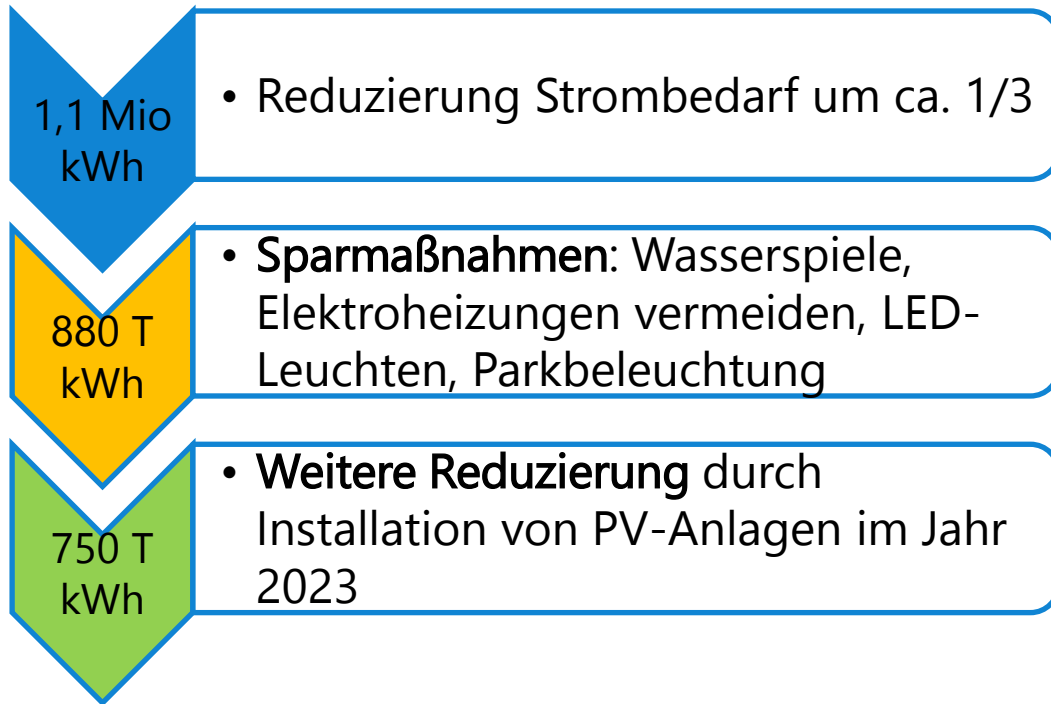 1,1 Mio
kWh
• Reduzierung Strombedarf um ca. 1/3
880 T
kWh
• Sparmaßnahmen: Wasserspiele,
Elektroheizungen vermeiden, LED-
Leuchten, Parkbeleuchtung
750 T
kWh
• Weitere Reduzierung durch
Installation von PV-Anlagen im Jahr
2023